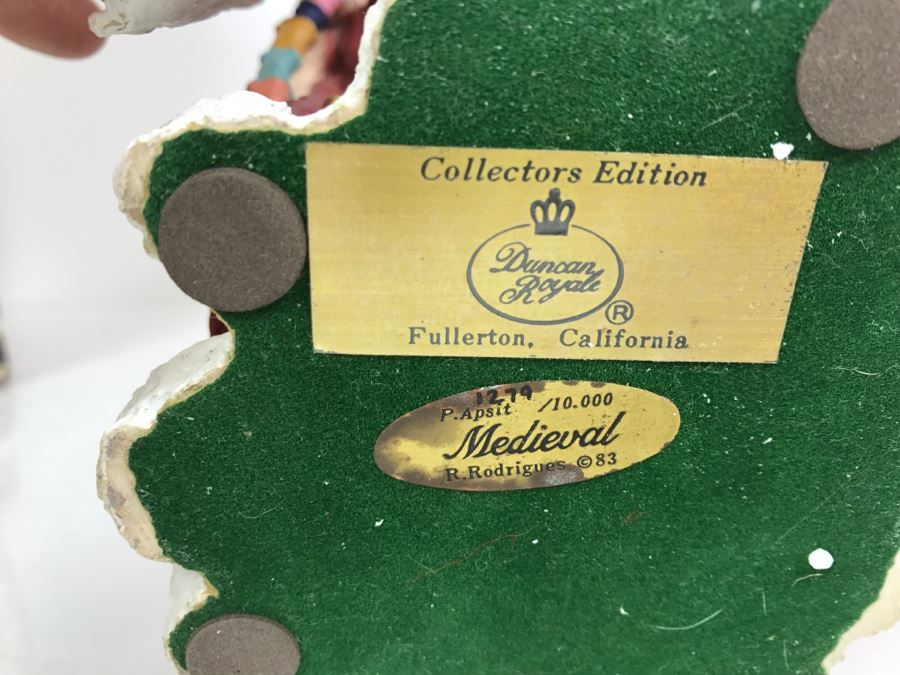 Collectors Edition
Duncan
Royale
®
Fullerton, California
1279
P.Apsit /10.000
Medieval
R.Rodrigues ©83